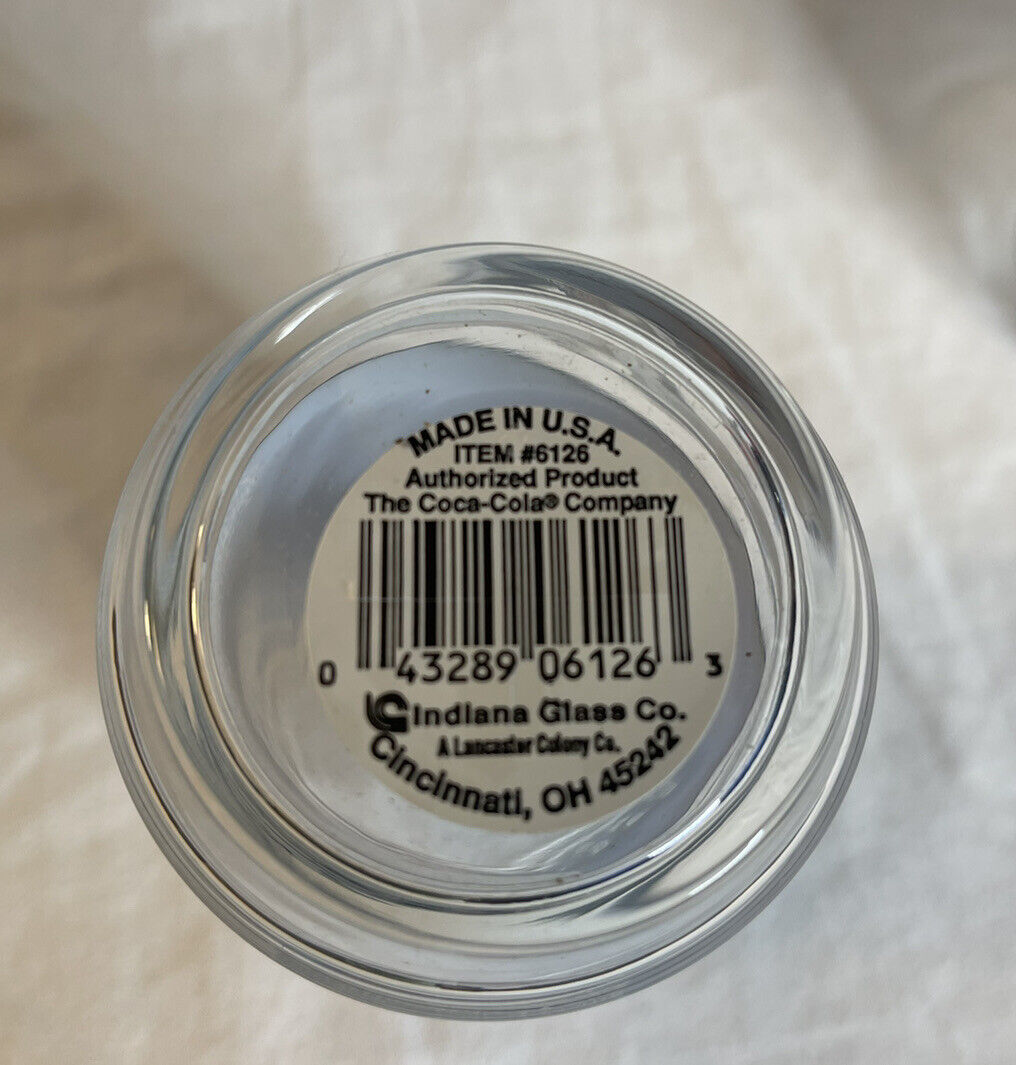 MADE IN U.S.A.
ITEM #6126
Authorized Product
The Coca-Cola® Company
0 43289 06126 3
Indiana Glass Co.
A Lancaster Colony Co.
Cincinnati, OH 45242